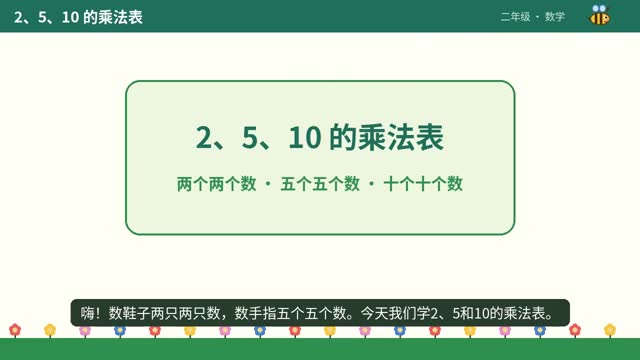 2、5、10 的乘法表
二年级 · 数学
2、5、10 的乘法表
两个两个数 · 五个五个数 · 十个十个数
嗨！数鞋子两只两只数，数手指五个五个数。今天我们学2、5和10的乘法表。